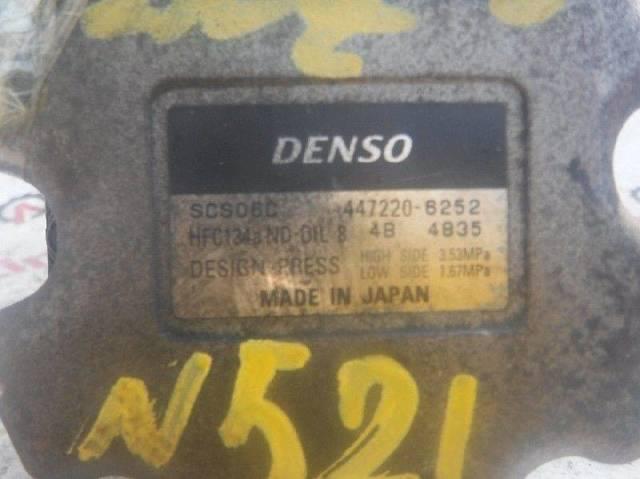 DENSO
SCS06C 447220-6252
HFC134a ND-OIL 8 4B 4835
DESIGN PRESS HIGH SIDE 3.53MPa
LOW SIDE 1.67MPa
MADE IN JAPAN
N521